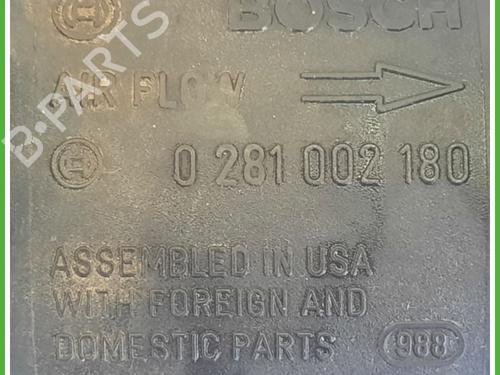 BOSCH
B-PARTS
AIR FLOW
0 281 002 180
ASSEMBLED IN USA
WITH FOREIGN AND
DOMESTIC PARTS 988